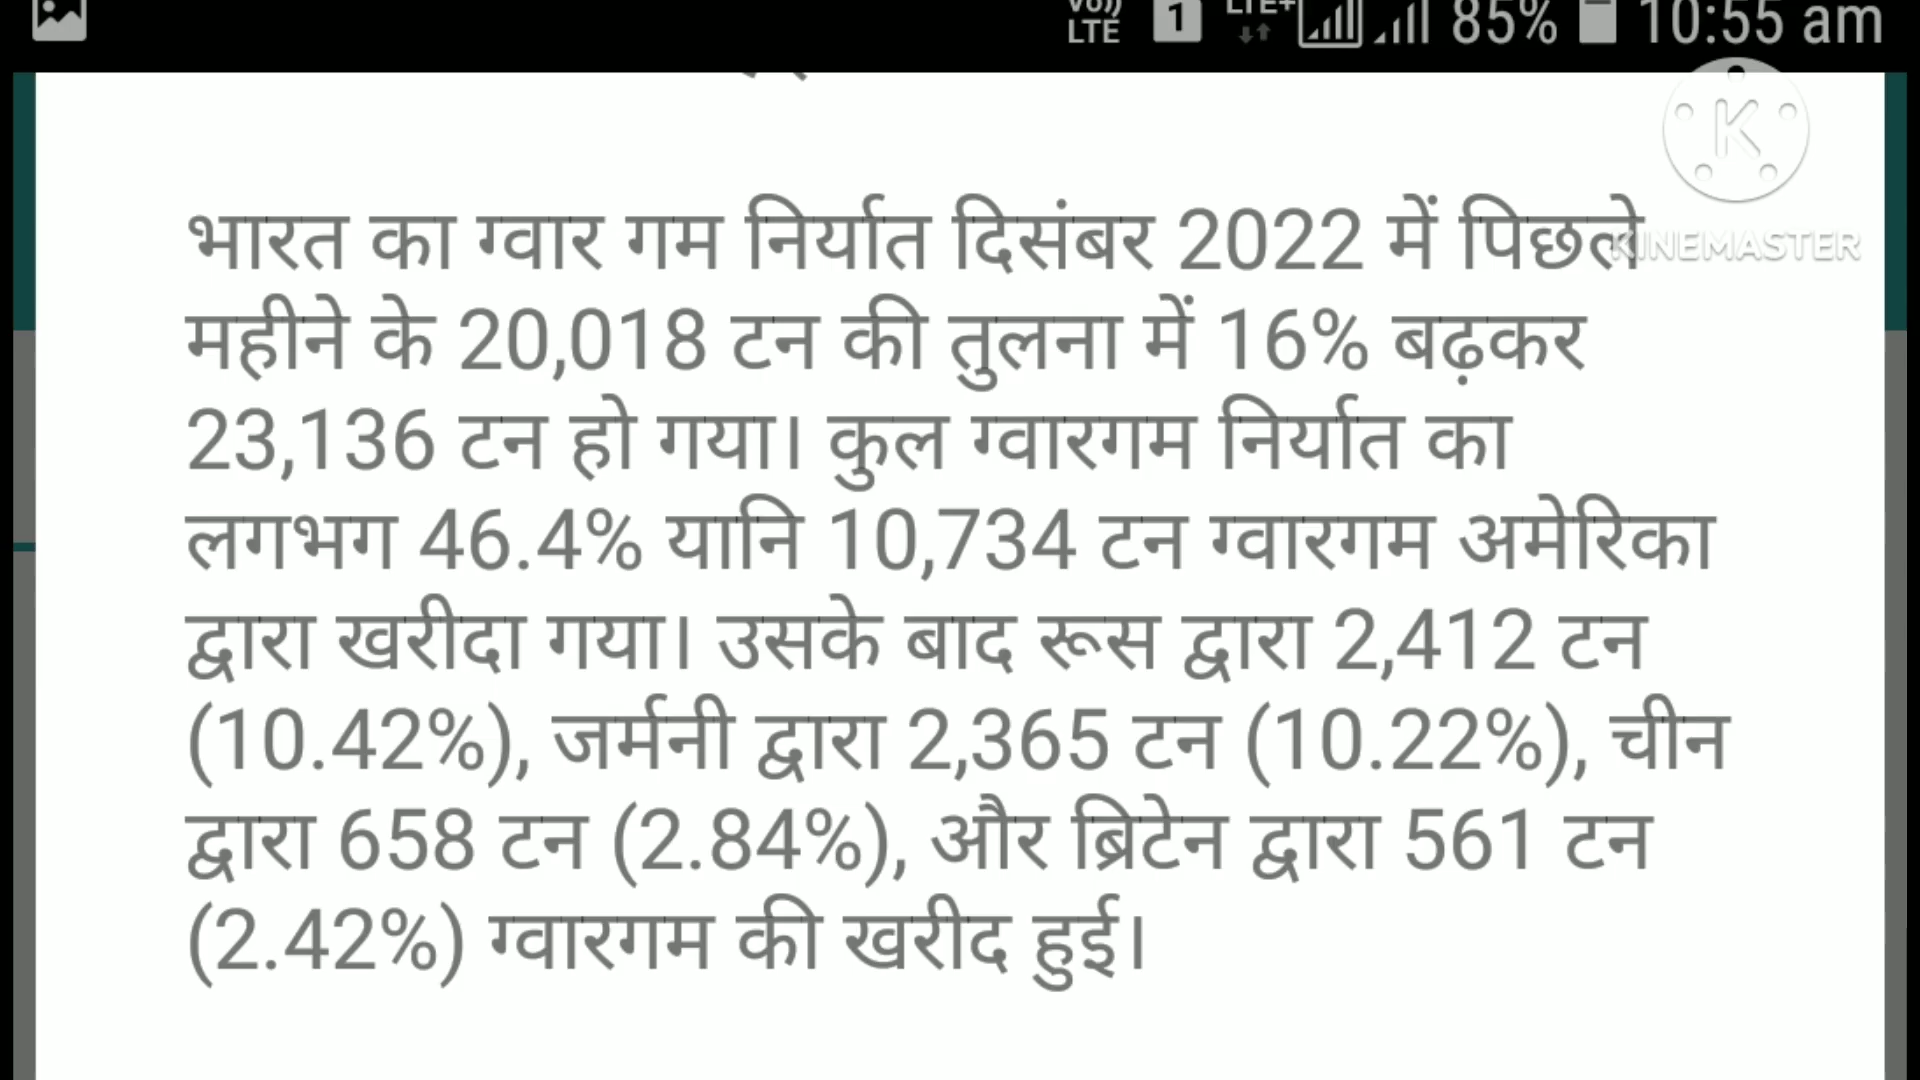 VoLTE 1 LTE+ 85% 10:55 am
KINEMASTER
भारत का ग्वार गम निर्यात दिसंबर 2022 में पिछले
महीने के 20,018 टन की तुलना में 16% बढ़कर
23,136 टन हो गया। कुल ग्वारगम निर्यात का
लगभग 46.4% यानि 10,734 टन ग्वारगम अमेरिका
द्वारा खरीदा गया। उसके बाद रूस द्वारा 2,412 टन
(10.42%), जर्मनी द्वारा 2,365 टन (10.22%), चीन
द्वारा 658 टन (2.84%), और ब्रिटेन द्वारा 561 टन
(2.42%) ग्वारगम की खरीद हुई।